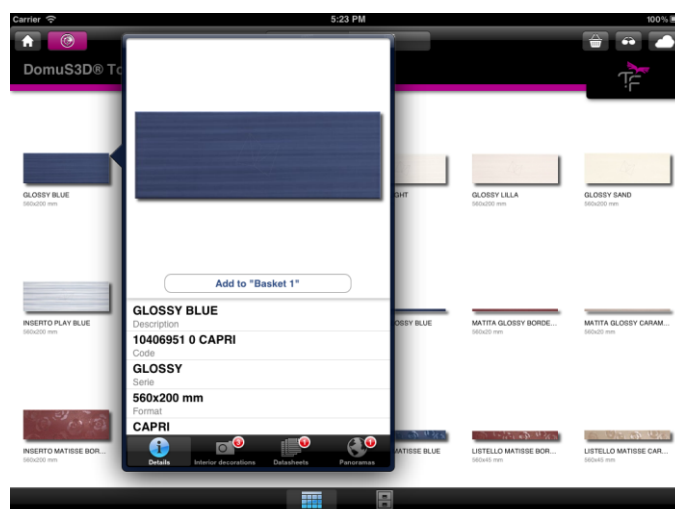 Carrier
5:23 PM
100%
DomuS3D® To
TF
GLOSSY BLUE
560x200 mm
GHT
GLOSSY LILLA
560x200 mm
GLOSSY SAND
560x200 mm
Add to "Basket 1"
GLOSSY BLUE
Description
10406951 0 CAPRI
Code
GLOSSY
Serie
560x200 mm
Format
CAPRI
INSERTO PLAY BLUE
560x200 mm
OSSY BLUE
MATITA GLOSSY BORDE...
560x20 mm
MATITA GLOSSY CARAM...
560x20 mm
INSERTO MATISSE BOR...
560x200 mm
MATISSE BLUE
LISTELLO MATISSE BOR...
560x45 mm
LISTELLO MATISSE CAR...
560x45 mm
Details
3
Interior decorations
1
Datasheets
1
Panoramas